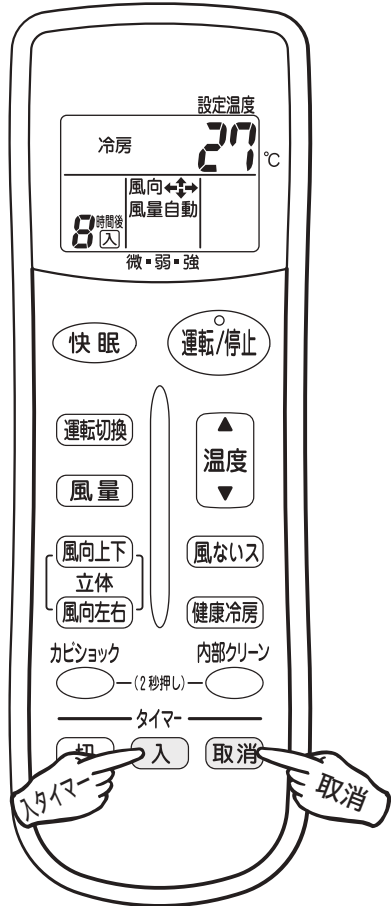 設定温度
冷房 27 ℃
風向
風量自動
8 時間後 入
微・弱・強
快眠
運転/停止
運転切換
温度
風量
風向上下
風ないス
立体
風向左右
健康冷房
カビショック
内部クリーン
(2秒押し)
タイマー
切 入 取消
入タイマー
取消